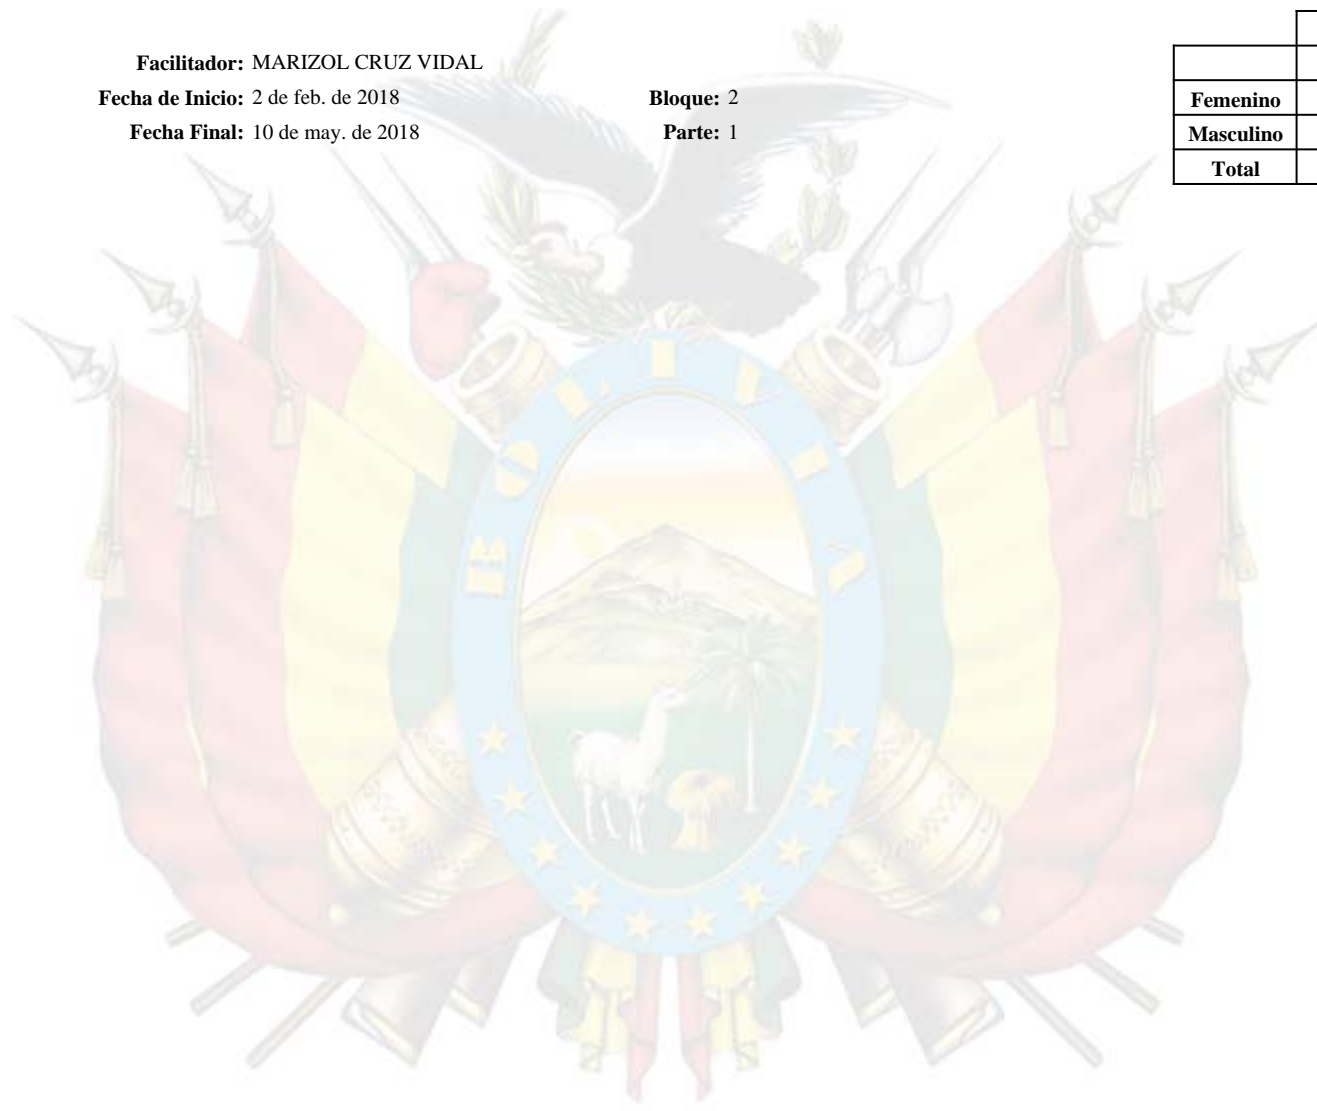 Facilitador: MARIZOL CRUZ VIDAL
Fecha de Inicio: 2 de feb. de 2018 Bloque: 2
Fecha Final: 10 de may. de 2018 Parte: 1
Femenino
Masculino
Total
BOLIVIA